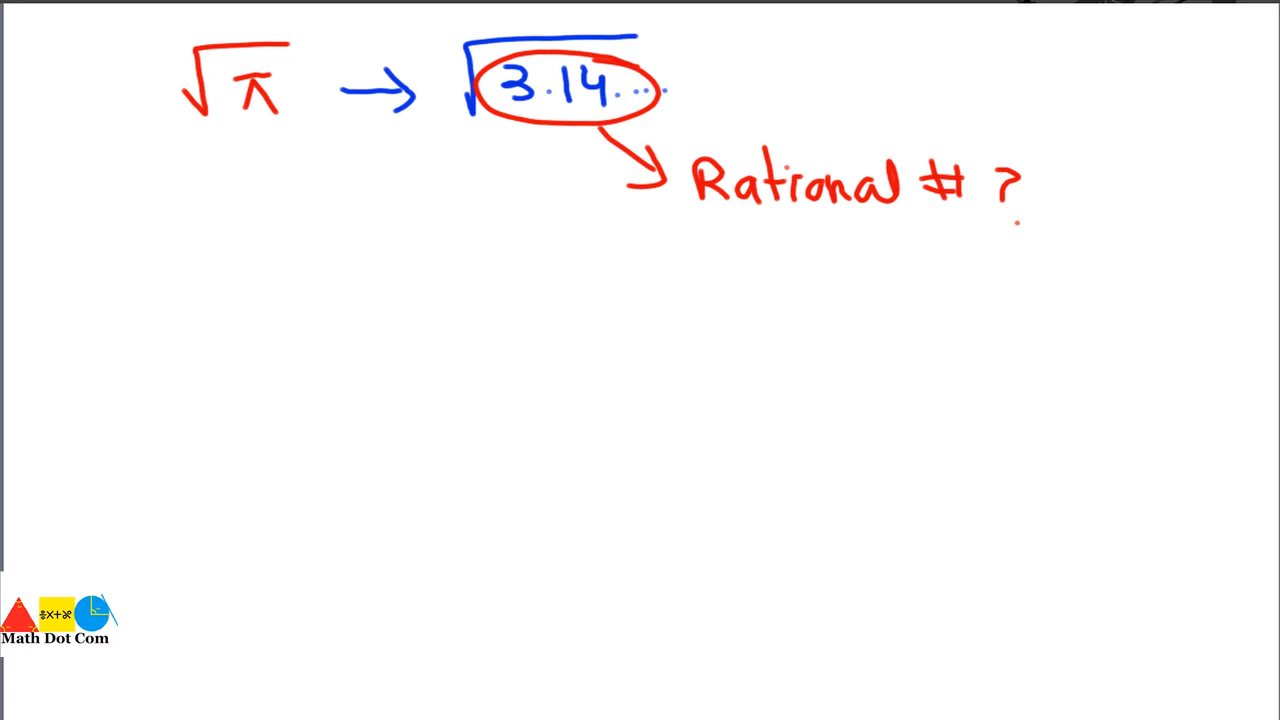 √π → √3.14....
Rational # ?
÷×+
Math Dot Com